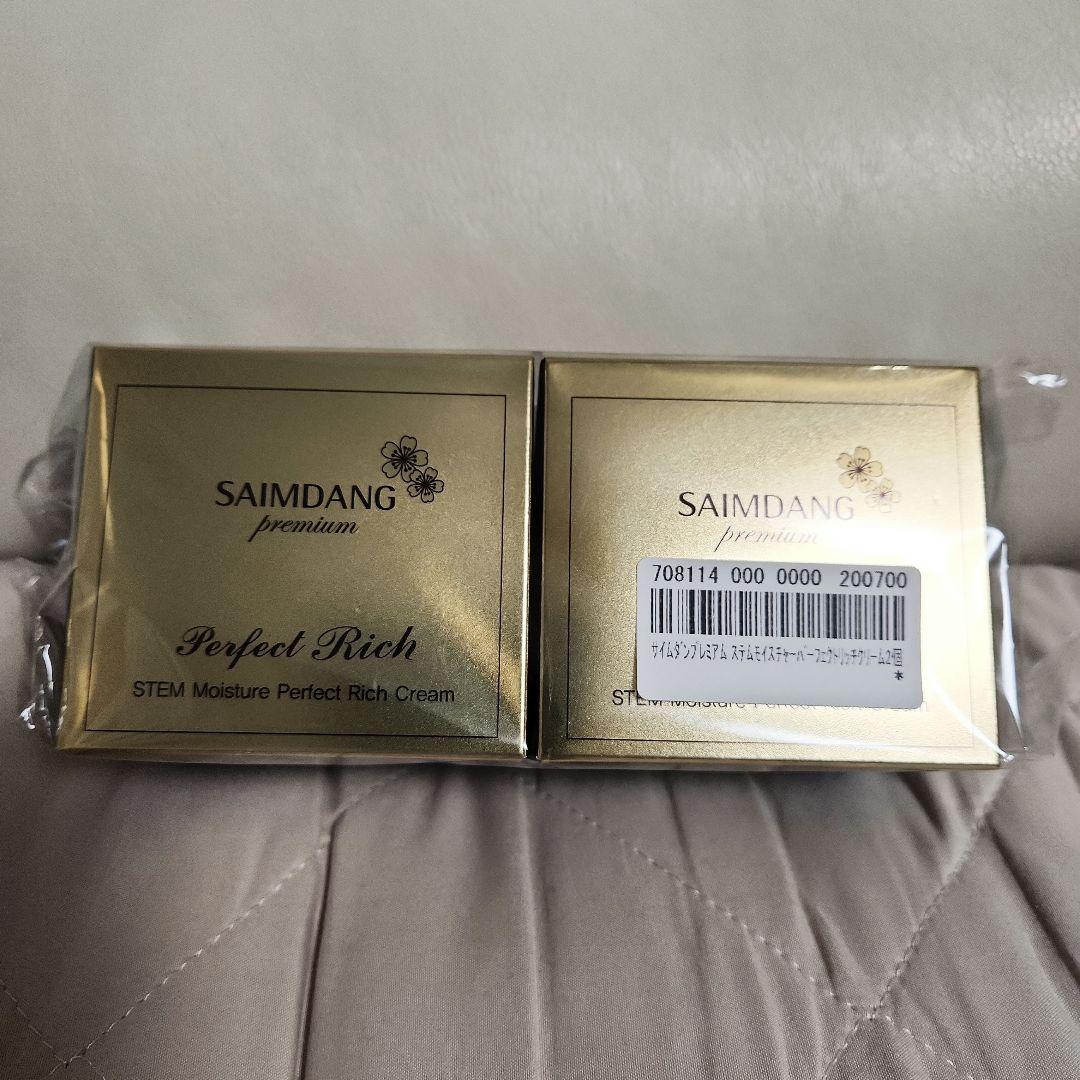 SAIMDANG
premium
Perfect Rich
STEM Moisture Perfect Rich Cream
SAIMDANG
premium
708114 000 0000 200700
サイムダンプレミアム ステムモイスチャーパーフェクトリッチクリーム2個
*
STEM Moisture